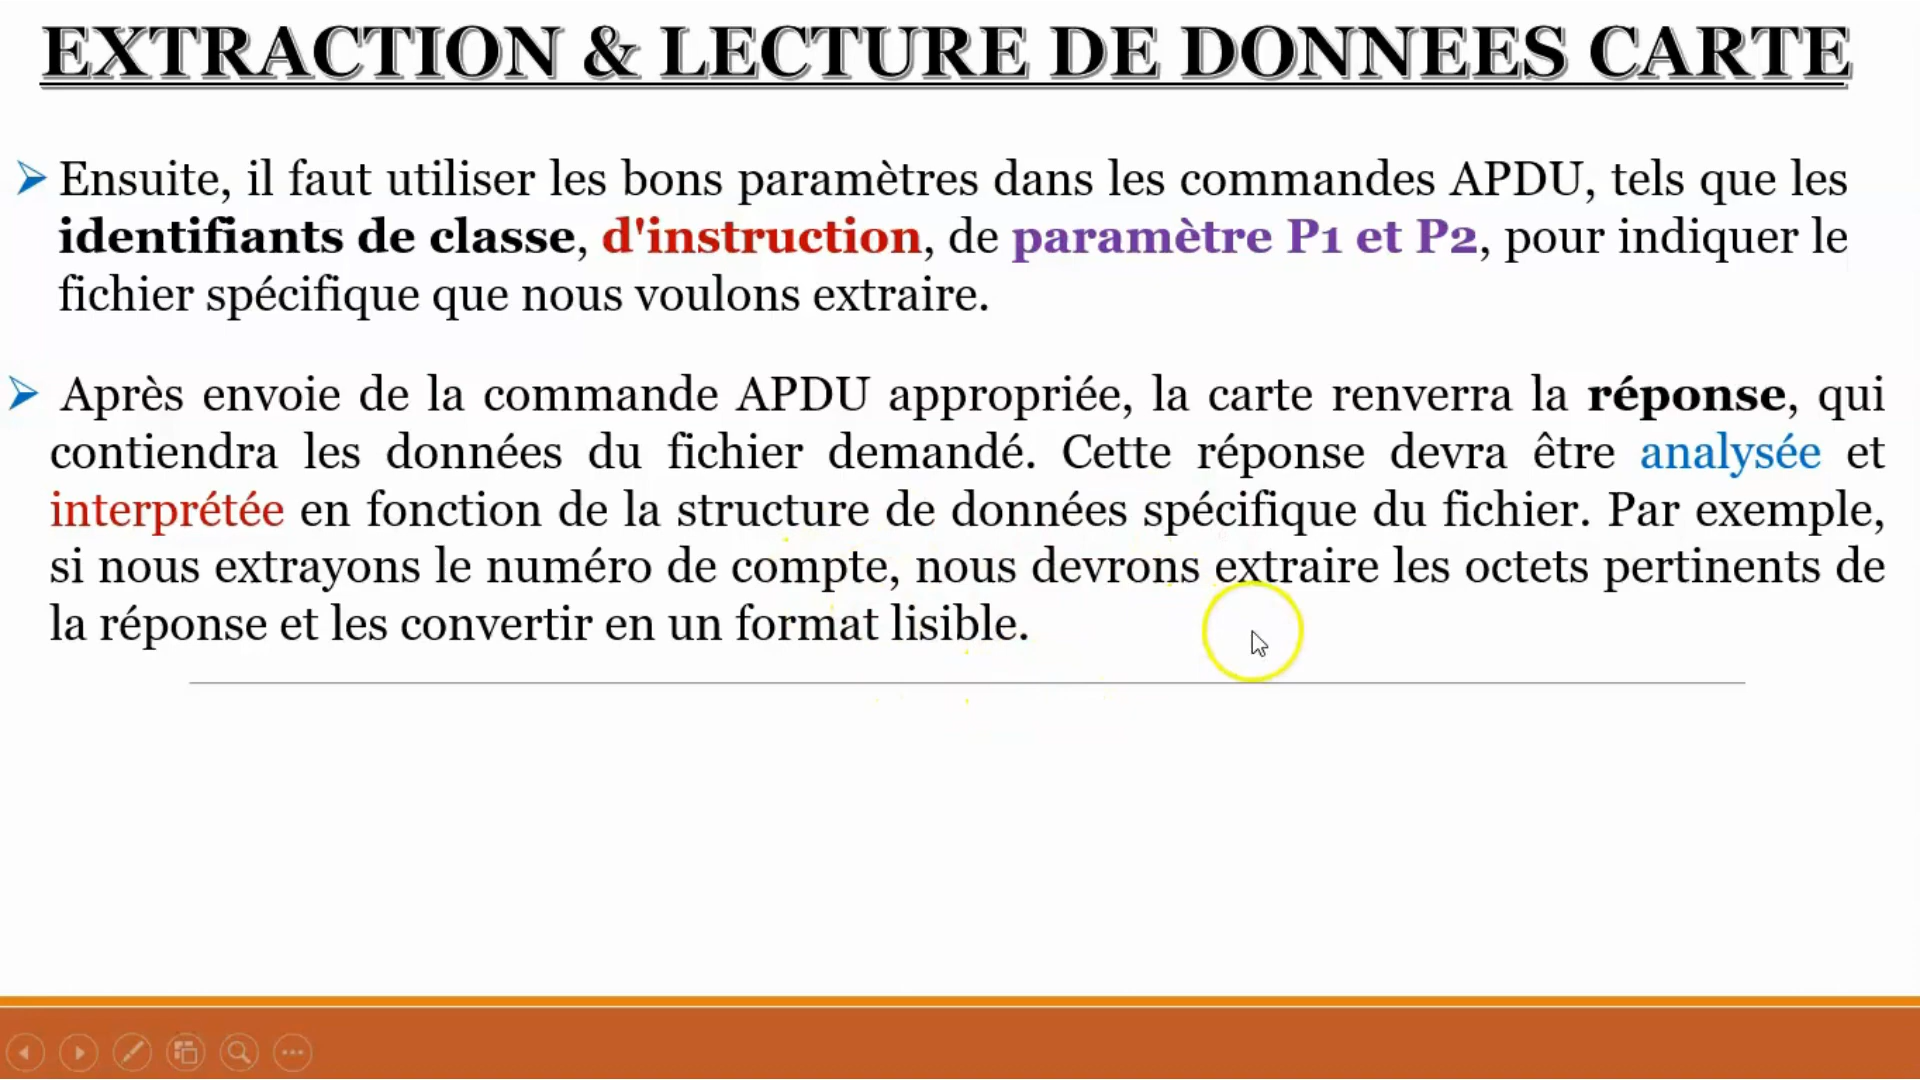 EXTRACTION & LECTURE DE DONNEES CARTE
Ensuite, il faut utiliser les bons paramètres dans les commandes APDU, tels que les
identifiants de classe, d'instruction, de paramètre P1 et P2, pour indiquer le
fichier spécifique que nous voulons extraire.
Après envoie de la commande APDU appropriée, la carte renverra la réponse, qui
contiendra les données du fichier demandé. Cette réponse devra être analysée et
interprétée en fonction de la structure de données spécifique du fichier. Par exemple,
si nous extrayons le numéro de compte, nous devrons extraire les octets pertinents de
la réponse et les convertir en un format lisible.